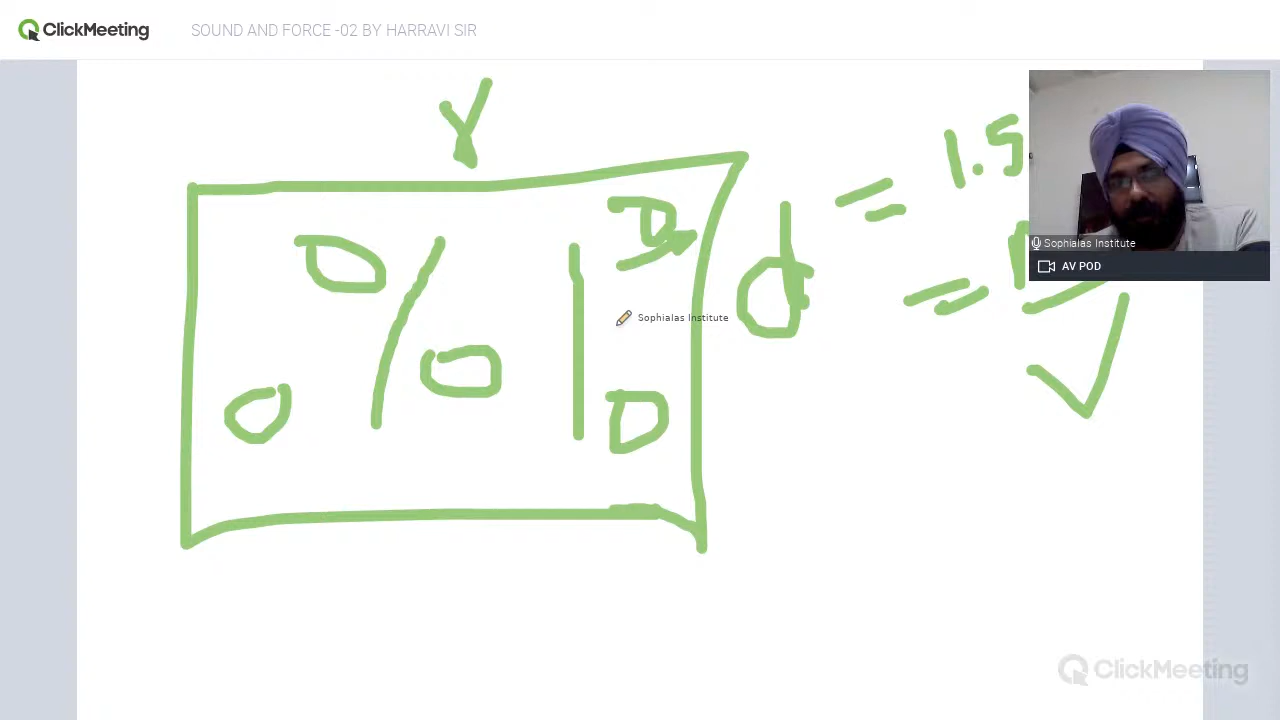 ClickMeeting SOUND AND FORCE -02 BY HARRAVI SIR
Y
= 1.5
D
D
d
=
O
O
D
Sophialas Institute
Sophialas Institute
AV POD
ClickMeeting